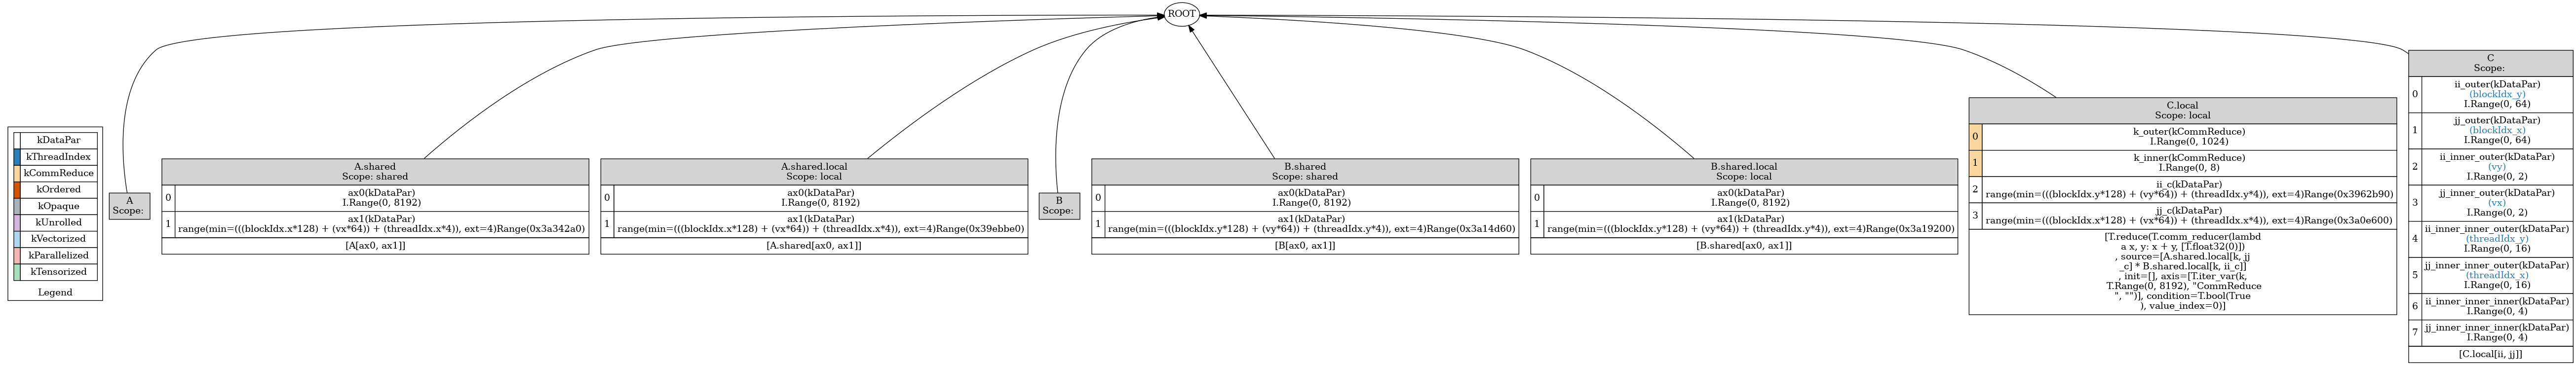 ROOT
kDataPar
kThreadIndex
kCommReduce
kOrdered
kOpaque
kUnrolled
kVectorized
kParallelized
kTensorized
Legend
A
Scope:
A.shared
Scope: shared
0
ax0(kDataPar)
I.Range(0, 8192)
1
ax1(kDataPar)
range(min=(((blockIdx.x*128) + (vx*64)) + (threadIdx.x*4)), ext=4)Range(0x3a342a0)
[A[ax0, ax1]]
A.shared.local
Scope: local
0
ax0(kDataPar)
I.Range(0, 8192)
1
ax1(kDataPar)
range(min=(((blockIdx.x*128) + (vx*64)) + (threadIdx.x*4)), ext=4)Range(0x39ebbe0)
[A.shared[ax0, ax1]]
B
Scope:
B.shared
Scope: shared
0
ax0(kDataPar)
I.Range(0, 8192)
1
ax1(kDataPar)
range(min=(((blockIdx.y*128) + (vy*64)) + (threadIdx.y*4)), ext=4)Range(0x3a14d60)
[B[ax0, ax1]]
B.shared.local
Scope: local
0
ax0(kDataPar)
I.Range(0, 8192)
1
ax1(kDataPar)
range(min=(((blockIdx.y*128) + (vy*64)) + (threadIdx.y*4)), ext=4)Range(0x3a19200)
[B.shared[ax0, ax1]]
C.local
Scope: local
0
k_outer(kCommReduce)
I.Range(0, 1024)
1
k_inner(kCommReduce)
I.Range(0, 8)
2
ii_c(kDataPar)
range(min=(((blockIdx.y*128) + (vy*64)) + (threadIdx.y*4)), ext=4)Range(0x3962b90)
3
jj_c(kDataPar)
range(min=(((blockIdx.x*128) + (vx*64)) + (threadIdx.x*4)), ext=4)Range(0x3a0e600)
[T.reduce(T.comm_reducer(lambd
a x, y: x + y, [T.float32(0)])
, source=[A.shared.local[k, jj
_c] * B.shared.local[k, ii_c]]
, init=[], axis=[T.iter_var(k,
T.Range(0, 8192), "CommReduce
", "")], condition=T.bool(True
), value_index=0)]
C
Scope:
0
ii_outer(kDataPar)
(blockIdx_y)
I.Range(0, 64)
1
jj_outer(kDataPar)
(blockIdx_x)
I.Range(0, 64)
2
ii_inner_outer(kDataPar)
(vy)
I.Range(0, 2)
3
jj_inner_outer(kDataPar)
(vx)
I.Range(0, 2)
4
ii_inner_inner_outer(kDataPar)
(threadIdx_y)
I.Range(0, 16)
5
jj_inner_inner_outer(kDataPar)
(threadIdx_x)
I.Range(0, 16)
6
ii_inner_inner_inner(kDataPar)
I.Range(0, 4)
7
jj_inner_inner_inner(kDataPar)
I.Range(0, 4)
[C.local[ii, jj]]